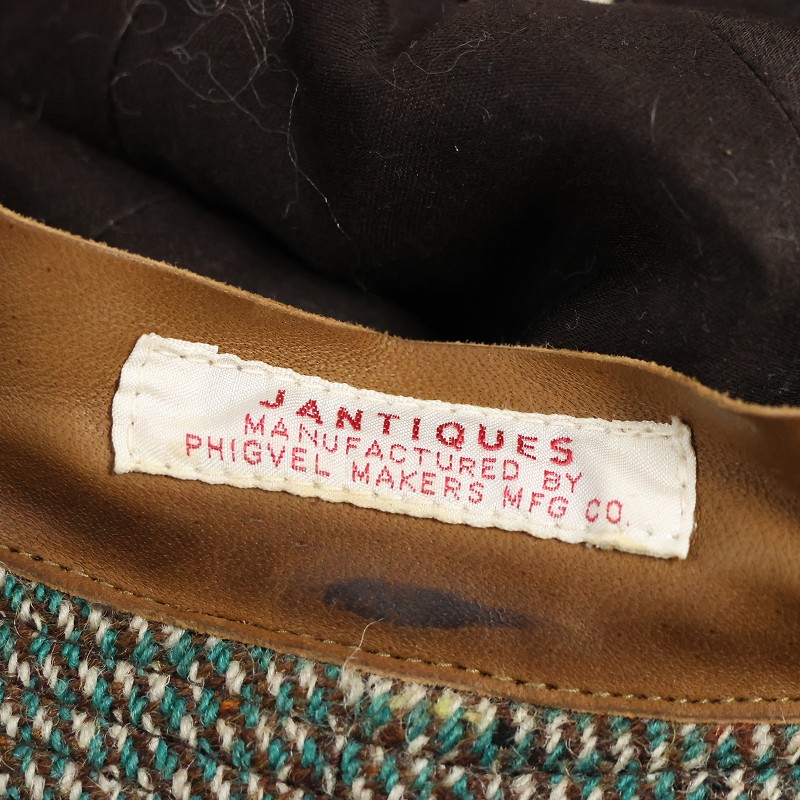 JANTIQUES
MANUFACTURED BY
PHIGVEL MAKERS MFG CO.